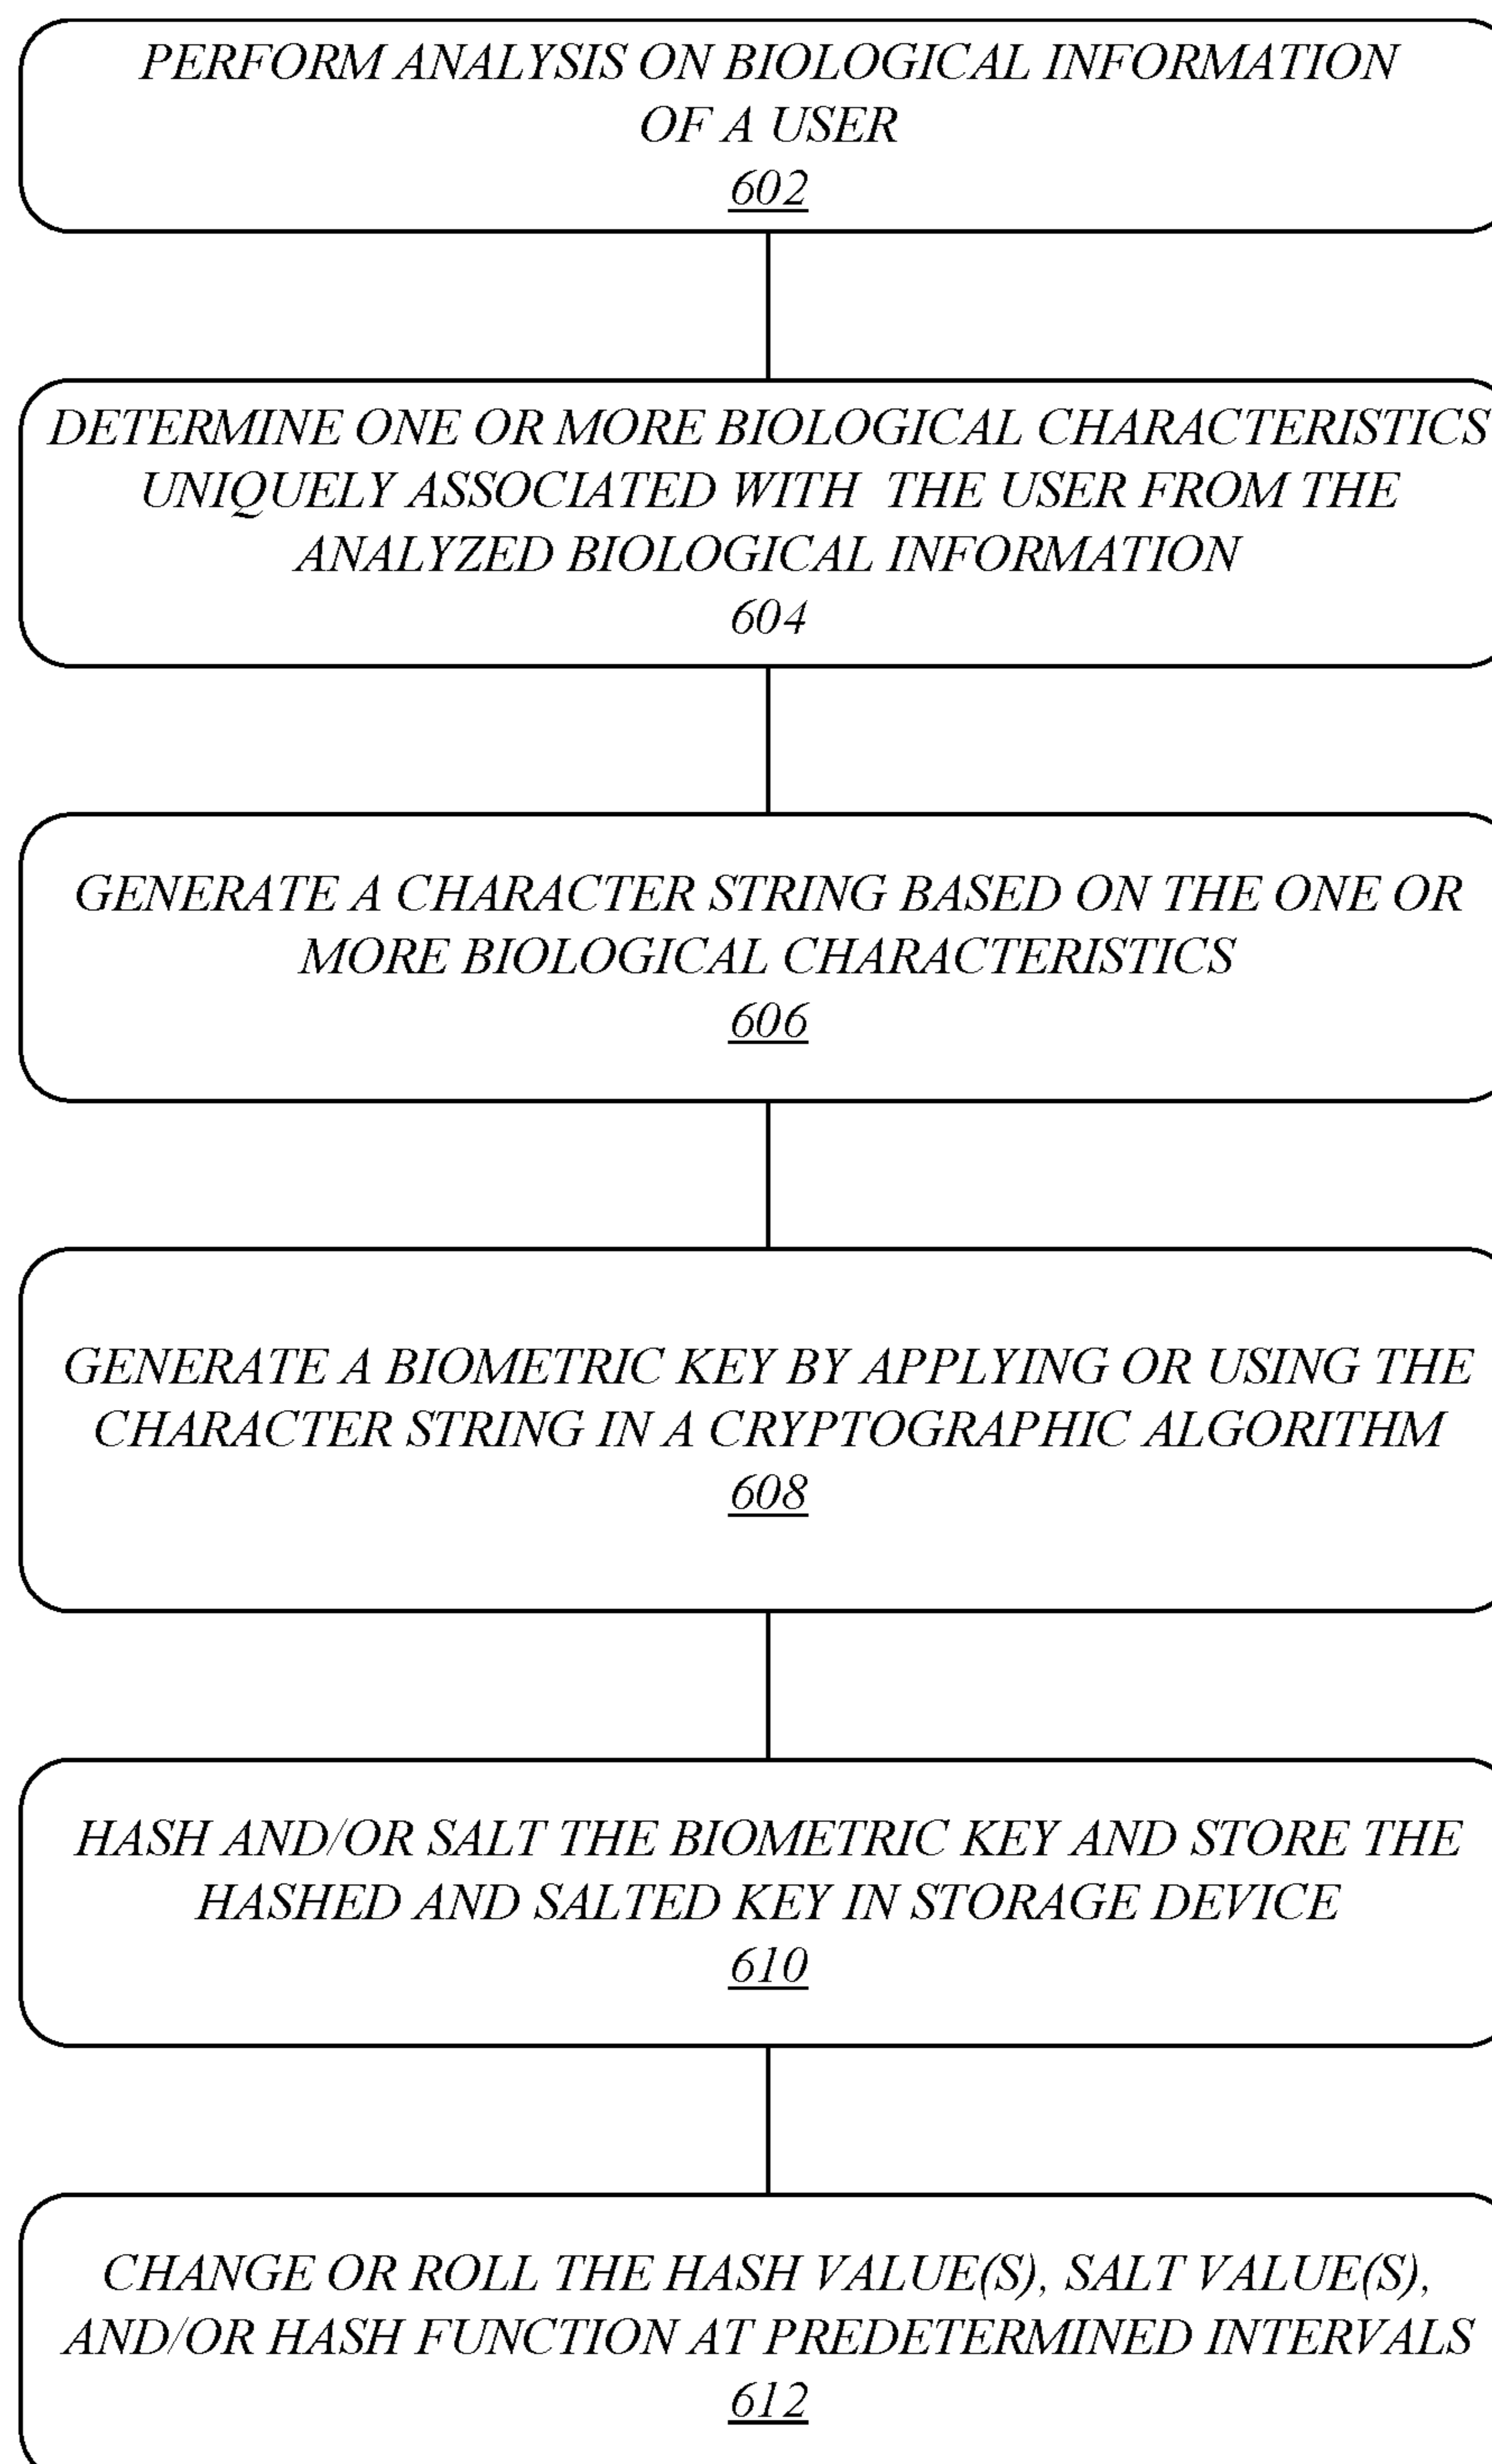 PERFORM ANALYSIS ON BIOLOGICAL INFORMATION
OF A USER
602
DETERMINE ONE OR MORE BIOLOGICAL CHARACTERISTICS
UNIQUELY ASSOCIATED WITH THE USER FROM THE
ANALYZED BIOLOGICAL INFORMATION
604
GENERATE A CHARACTER STRING BASED ON THE ONE OR
MORE BIOLOGICAL CHARACTERISTICS
606
GENERATE A BIOMETRIC KEY BY APPLYING OR USING THE
CHARACTER STRING IN A CRYPTOGRAPHIC ALGORITHM
608
HASH AND/OR SALT THE BIOMETRIC KEY AND STORE THE
HASHED AND SALTED KEY IN STORAGE DEVICE
610
CHANGE OR ROLL THE HASH VALUE(S), SALT VALUE(S),
AND/OR HASH FUNCTION AT PREDETERMINED INTERVALS
612